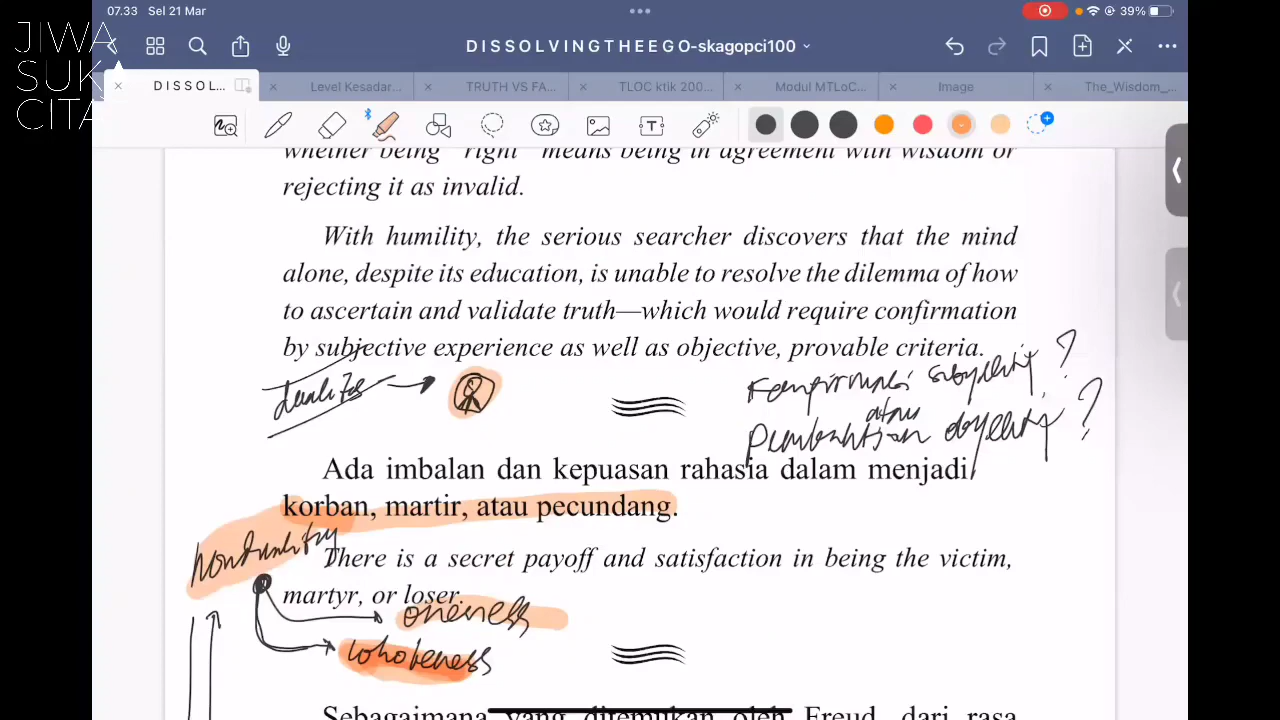 07.33 Sel 21 Mar
39%
JIWA
SUKA
CITA
DISSOLVINGTHEEGO-skagopci100
DISSOL...
Level Kesadar...
TRUTH VS FA...
TLOC ktik 200...
Modul MTLoC...
Image
The_Wisdom_...
whether being "right" means being in agreement with wisdom or
rejecting it as invalid.
With humility, the serious searcher discovers that the mind
alone, despite its education, is unable to resolve the dilemma of how
to ascertain and validate truth—which would require confirmation
by subjective experience as well as objective, provable criteria.
dualitas
Konfirmasi subyektif?
atau
pembuktian obyektif?
Ada imbalan dan kepuasan rahasia dalam menjadi
korban, martir, atau pecundang.
nonduality
There is a secret payoff and satisfaction in being the victim,
martyr, or loser.
oneness
wholeness
Sebagaimana yang ditemukan oleh Freud, dari rasa